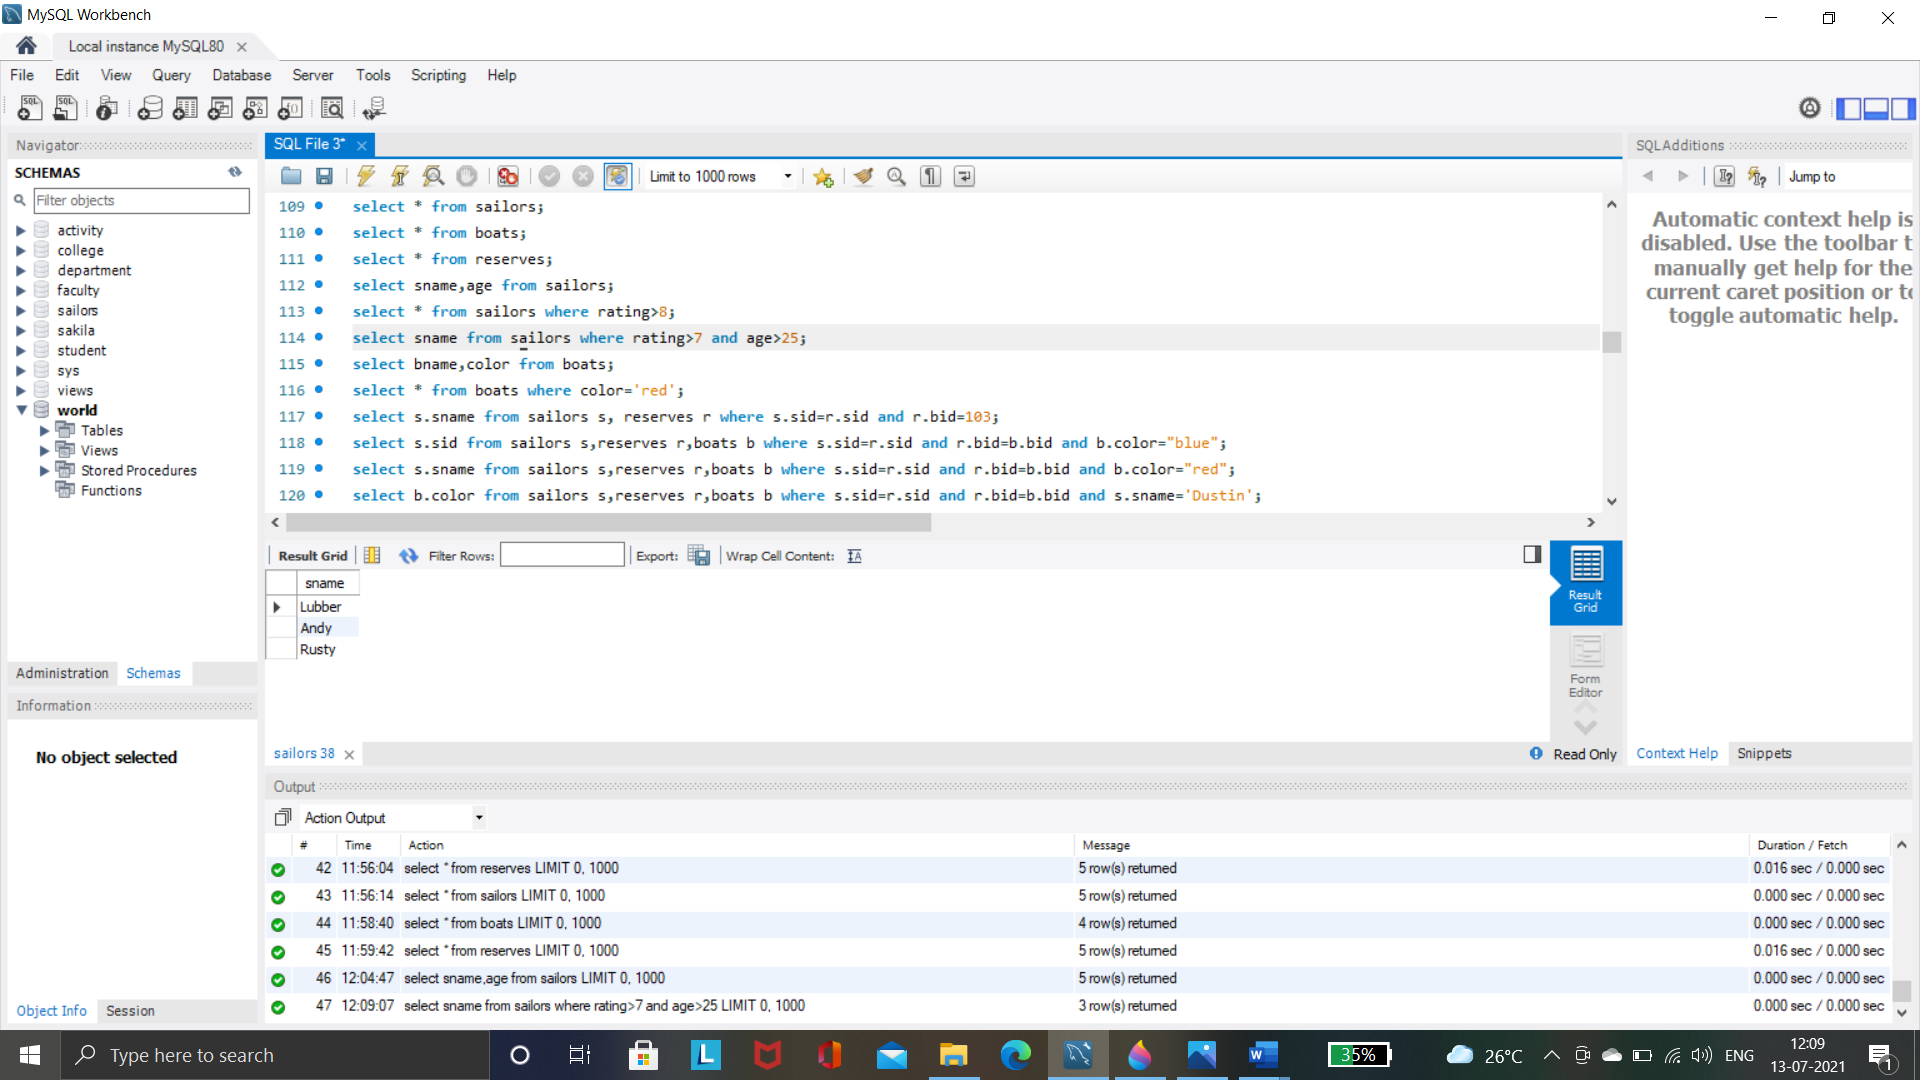 MySQL Workbench
Local instance MySQL80
File Edit View Query Database Server Tools Scripting Help
Navigator
SCHEMAS
Filter objects
activity
college
department
faculty
sailors
sakila
student
sys
views
world
Tables
Views
Stored Procedures
Functions
Administration Schemas
Information
No object selected
Object Info Session
SQL File 3*
Limit to 1000 rows
109 select * from sailors;
110 select * from boats;
111 select * from reserves;
112 select sname,age from sailors;
113 select * from sailors where rating>8;
114 select sname from sailors where rating>7 and age>25;
115 select bname,color from boats;
116 select * from boats where color='red';
117 select s.sname from sailors s, reserves r where s.sid=r.sid and r.bid=103;
118 select s.sid from sailors s,reserves r,boats b where s.sid=r.sid and r.bid=b.bid and b.color="blue";
119 select s.sname from sailors s,reserves r,boats b where s.sid=r.sid and r.bid=b.bid and b.color="red";
120 select b.color from sailors s,reserves r,boats b where s.sid=r.sid and r.bid=b.bid and s.sname='Dustin';
Result Grid Filter Rows: Export: Wrap Cell Content:
sname
Lubber
Andy
Rusty
Result
Grid
Form
Editor
sailors 38
Read Only
SQLAdditions
Jump to
Automatic context help is
disabled. Use the toolbar t
manually get help for the
current caret position or to
toggle automatic help.
Context Help Snippets
Output
Action Output
# Time Action Message Duration / Fetch
42 11:56:04 select * from reserves LIMIT 0, 1000 5 row(s) returned 0.016 sec / 0.000 sec
43 11:56:14 select * from sailors LIMIT 0, 1000 5 row(s) returned 0.000 sec / 0.000 sec
44 11:58:40 select * from boats LIMIT 0, 1000 4 row(s) returned 0.000 sec / 0.000 sec
45 11:59:42 select * from reserves LIMIT 0, 1000 5 row(s) returned 0.016 sec / 0.000 sec
46 12:04:47 select sname,age from sailors LIMIT 0, 1000 5 row(s) returned 0.000 sec / 0.000 sec
47 12:09:07 select sname from sailors where rating>7 and age>25 LIMIT 0, 1000 3 row(s) returned 0.000 sec / 0.000 sec
Type here to search
35%
26°C
ENG
12:09
13-07-2021
1